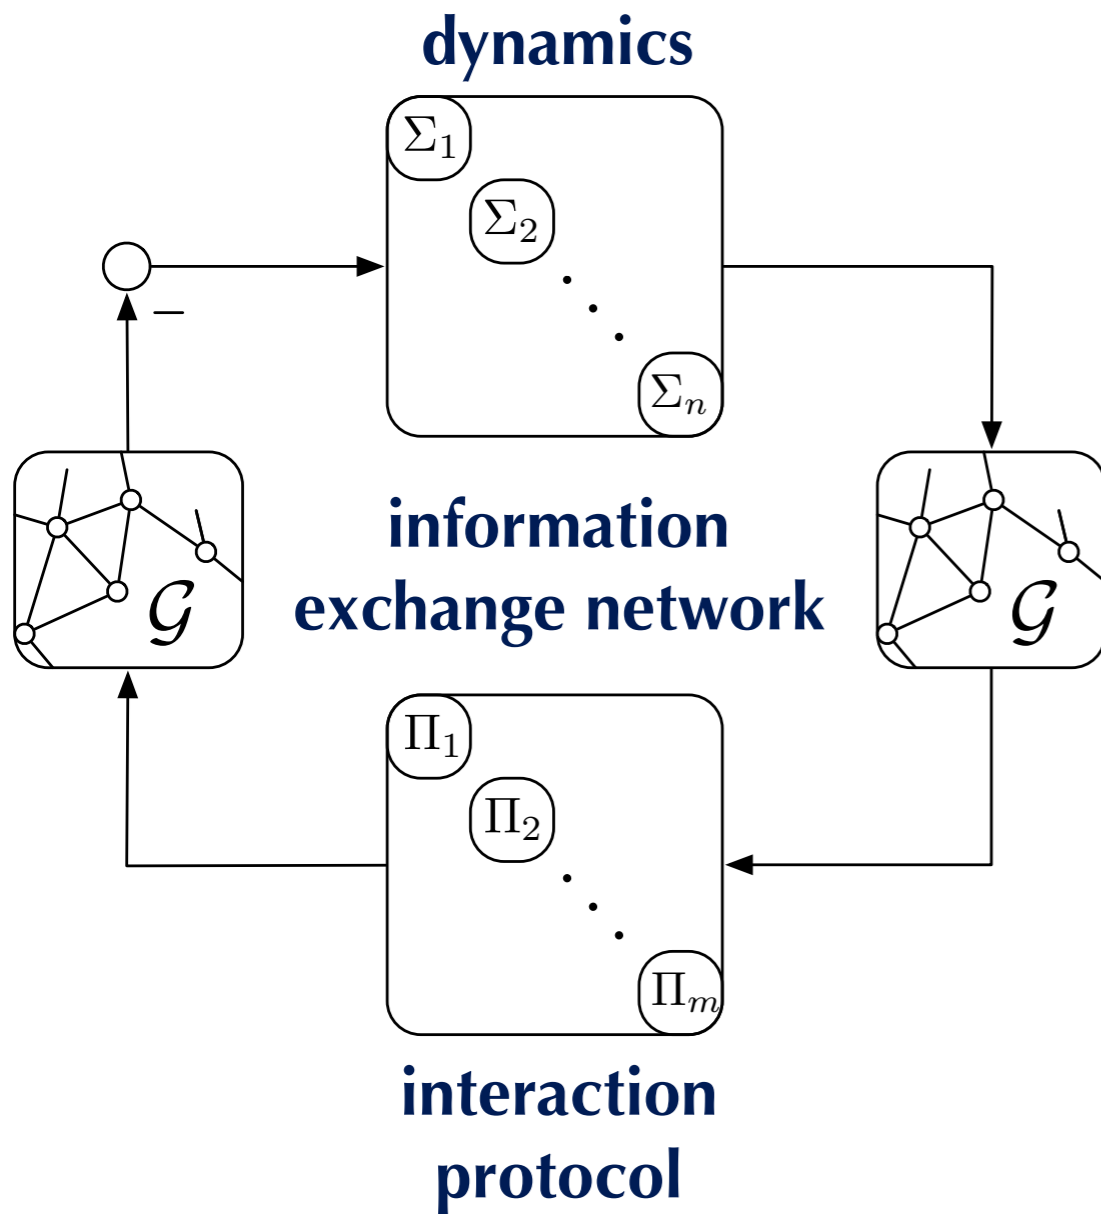 dynamics
Σ1
Σ2
Σn
−
information
exchange network
𝒢
𝒢
Π1
Π2
Πm
interaction
protocol